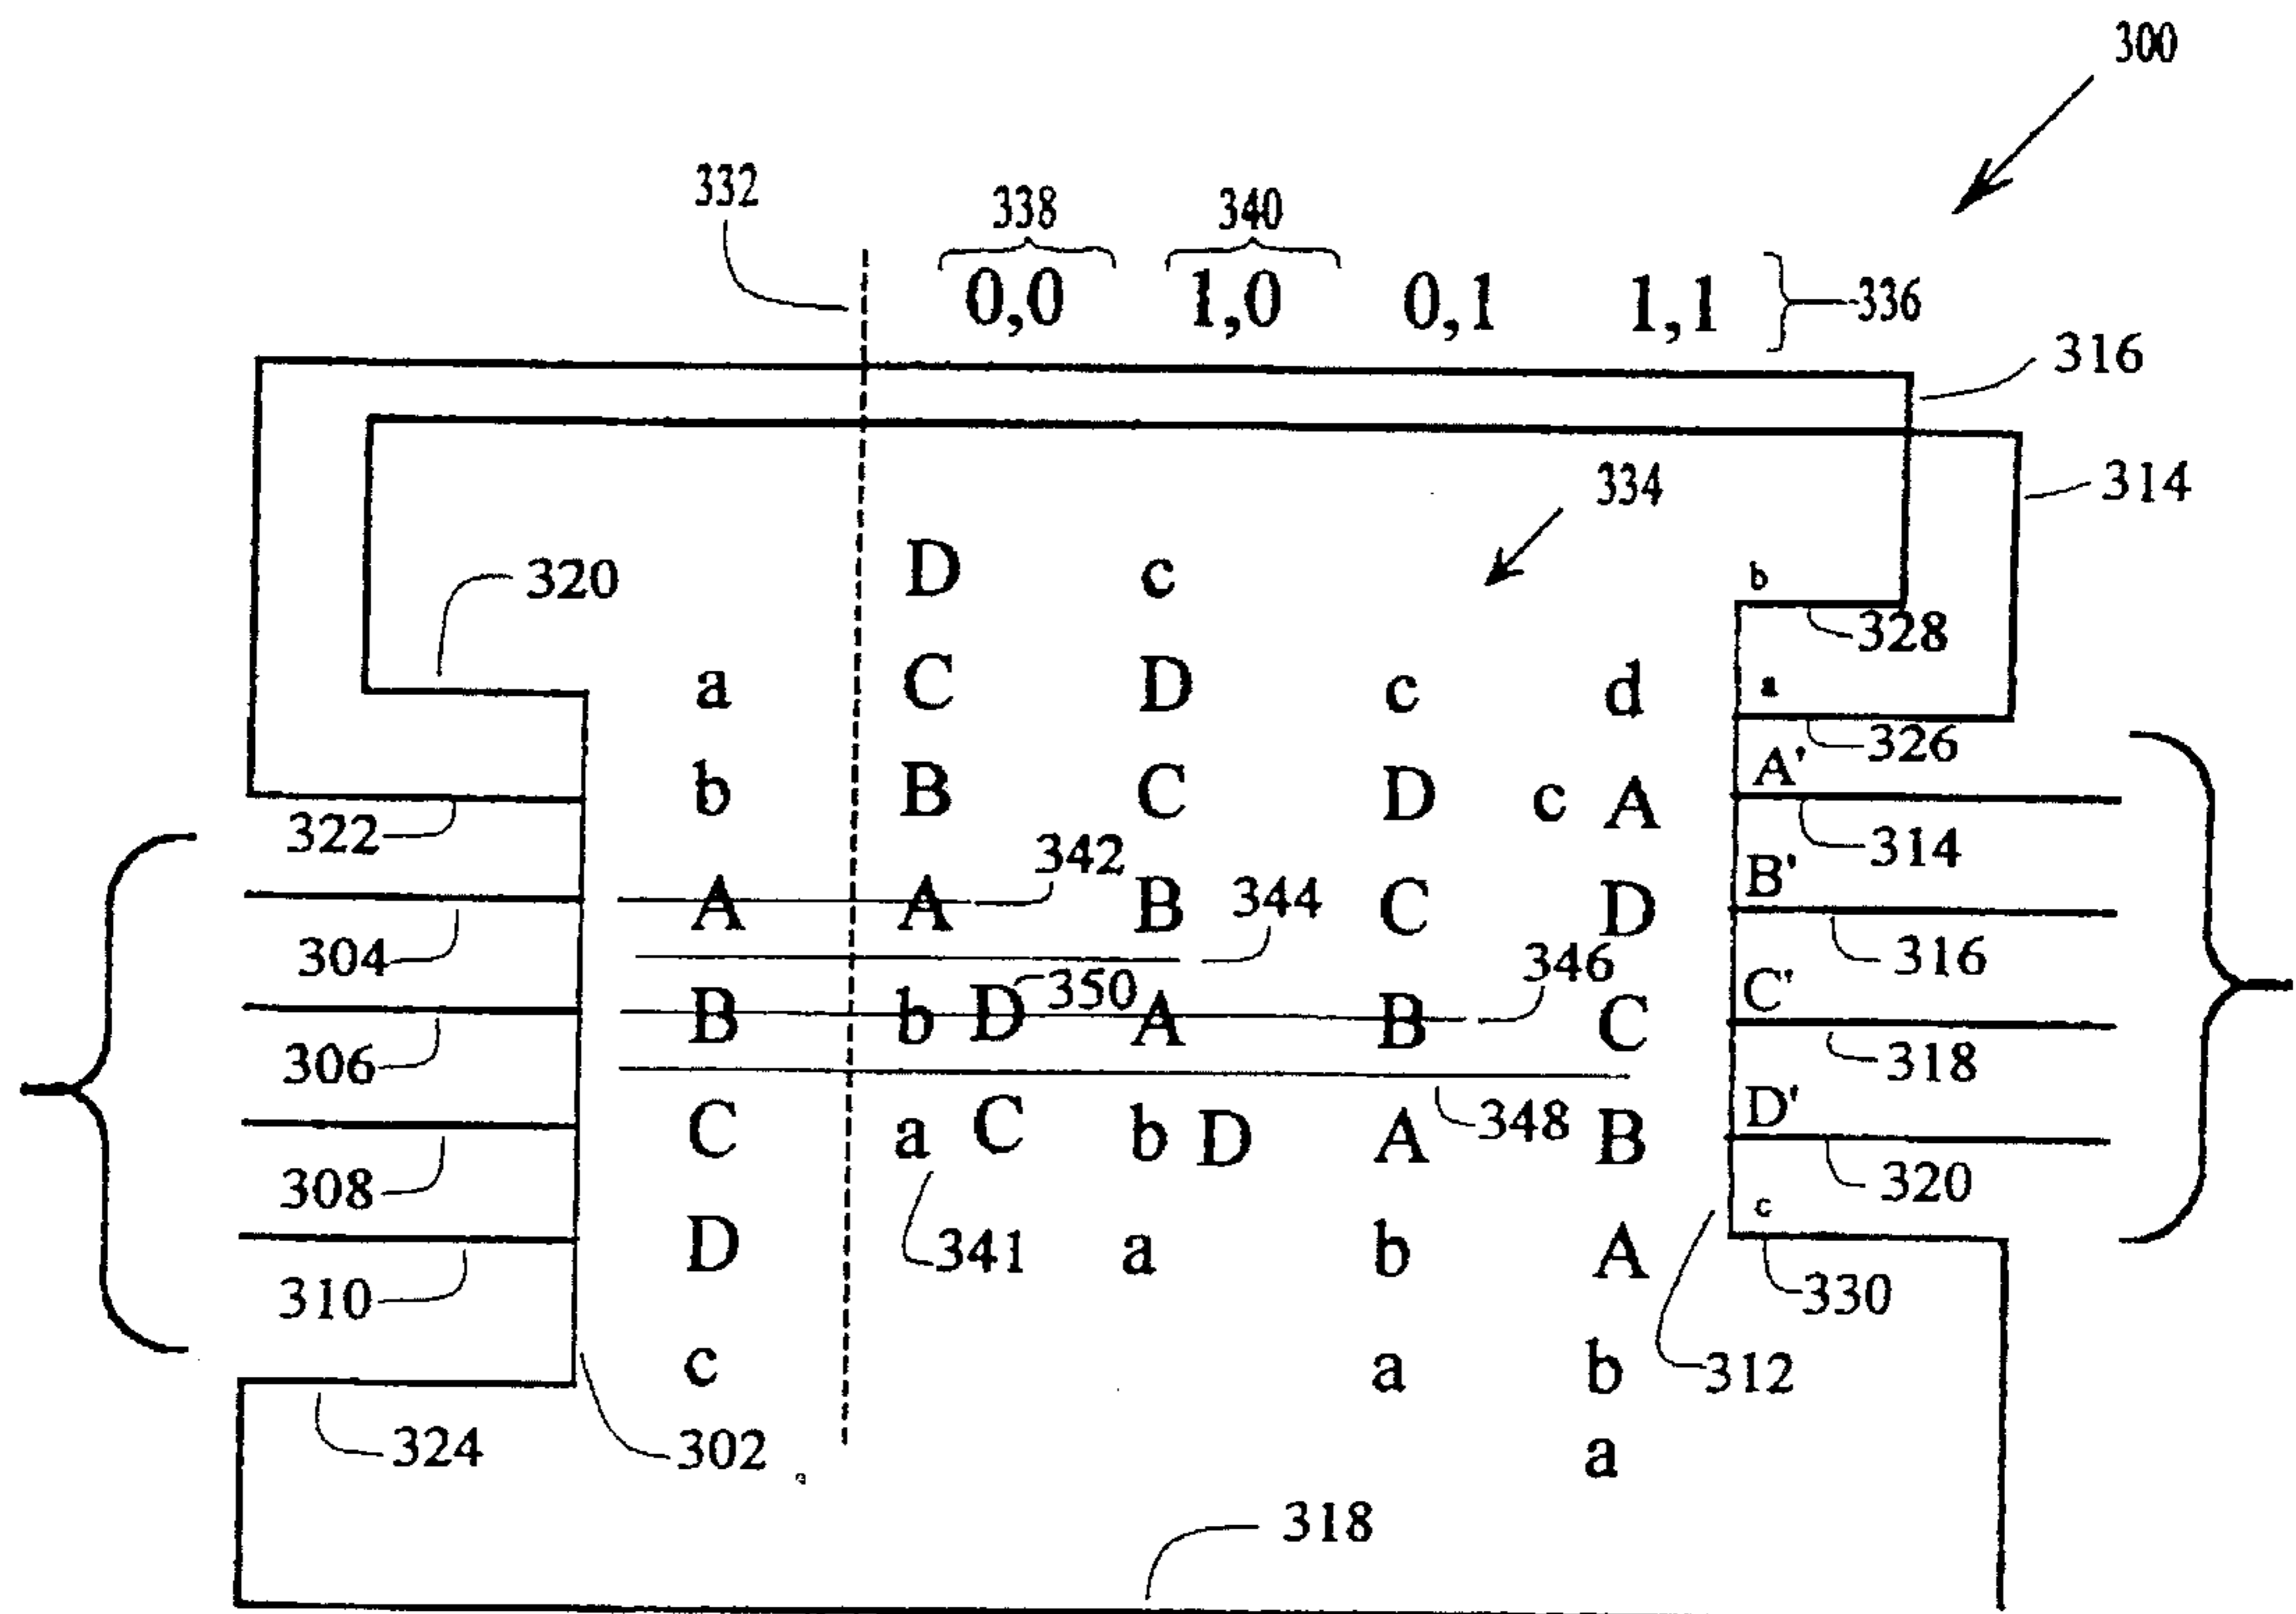 300
332 338 340
0,0 1,0 0,1 1,1 336
316
334 314
320 D c b
328
a C D c d a
326
b B C D c A A'
322 342 314
A A B 344 C D B'
304 346 316
B b D 350 A B C C'
306 318
C a C b D A 348 B D'
308 320
D 341 a b A c
310 330
c a b 312
324 302 a
318